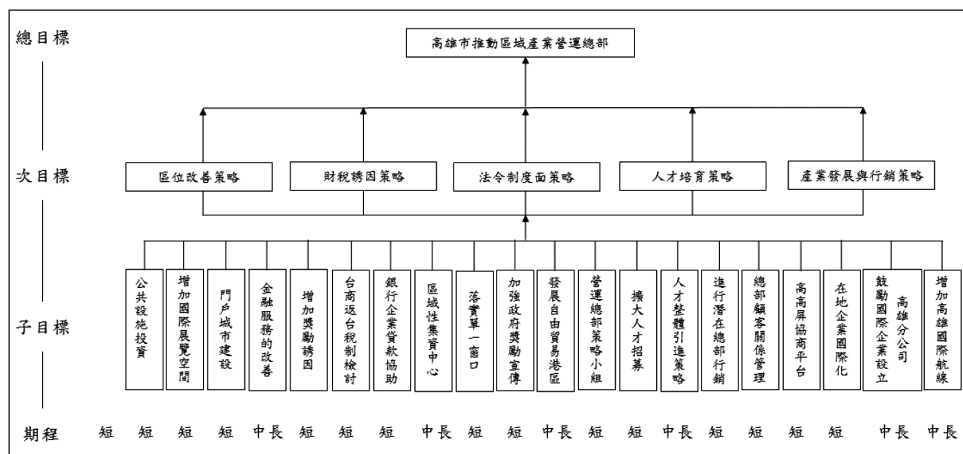 總目標
高雄市推動區域產業營運總部
次目標
區位改善策略
財稅誘因策略
法令制度面策略
人才培育策略
產業發展與行銷策略
子目標
公共設施投資
增加國際展覽空間
門戶城市建設
金融服務的改善
增加獎勵誘因
台商返台稅制檢討
銀行企業貸款協助
區域性集資中心
落實單一窗口
加強政府獎勵宣傳
發展自由貿易港區
營運總部策略小組
擴大人才招募
人才整體引進策略
進行潛在總部行銷
總部顧客關係管理
高高屏協商平台
在地企業國際化
鼓勵國際企業設立
高雄分公司
增加高雄國際航線
期程 短 短 短 短 中長 短 短 短 中長 短 短 中長 短 短 中長 短 短 短 短 中長 中長